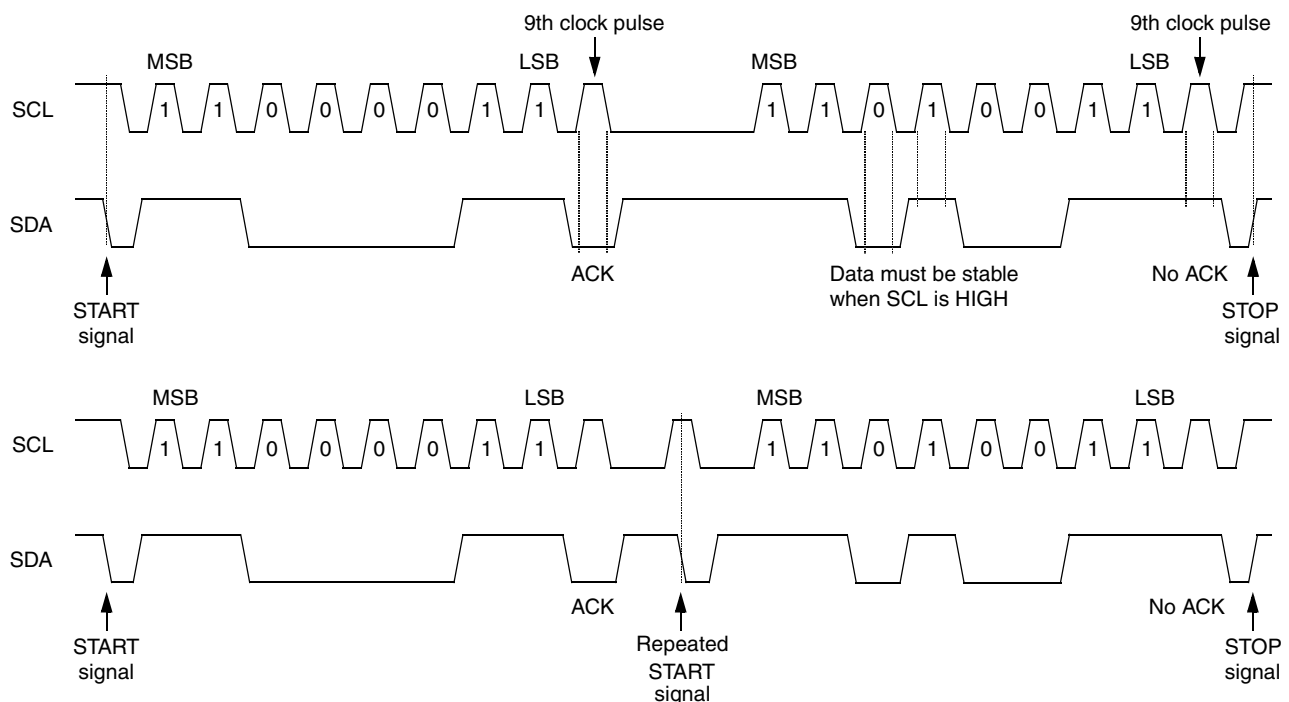 9th clock pulse 9th clock pulse
MSB LSB MSB LSB
SCL 1 1 0 0 0 0 1 1 1 1 0 1 0 0 1 1
SDA
ACK Data must be stable No ACK
when SCL is HIGH
START STOP
signal signal
MSB LSB MSB LSB
SCL 1 1 0 0 0 0 1 1 1 1 0 1 0 0 1 1
SDA
ACK No ACK
START Repeated STOP
signal START signal
signal